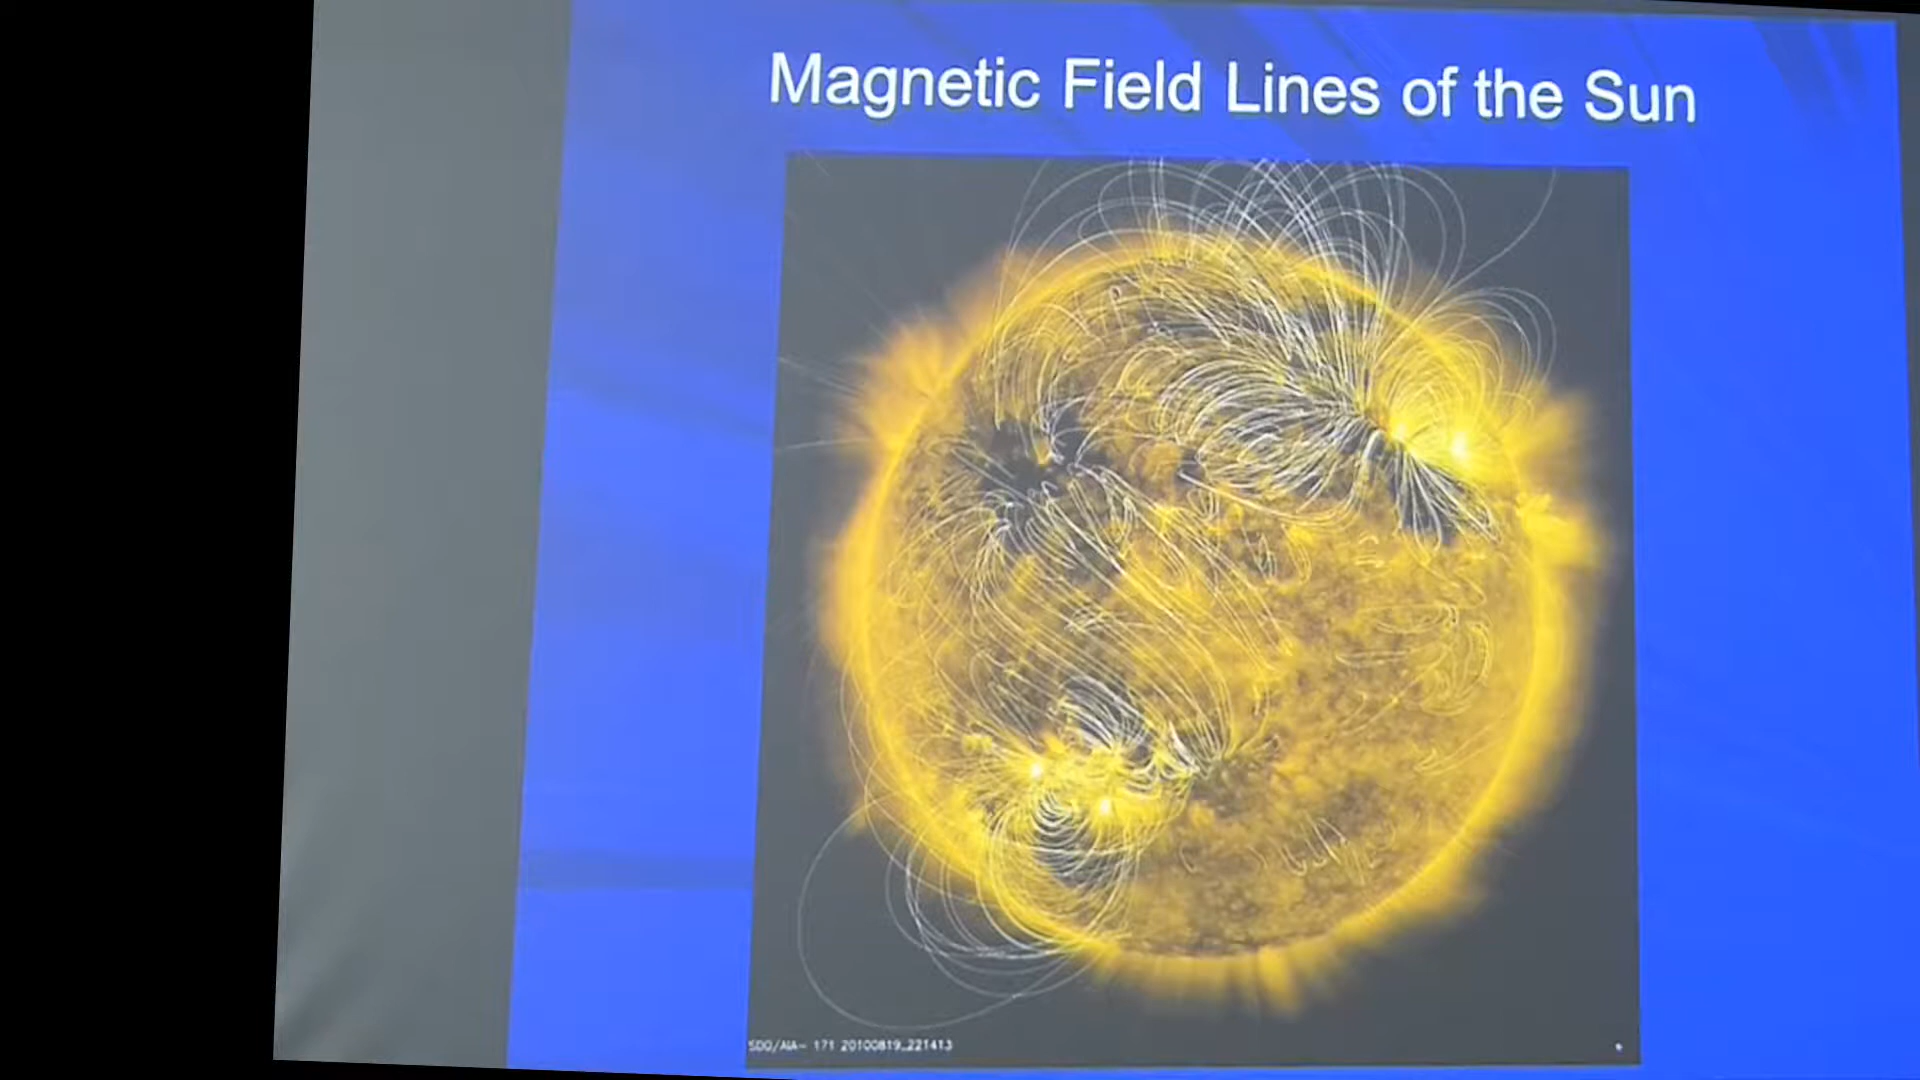 Magnetic Field Lines of the Sun
SDO/AIA- 171 20100819_221413